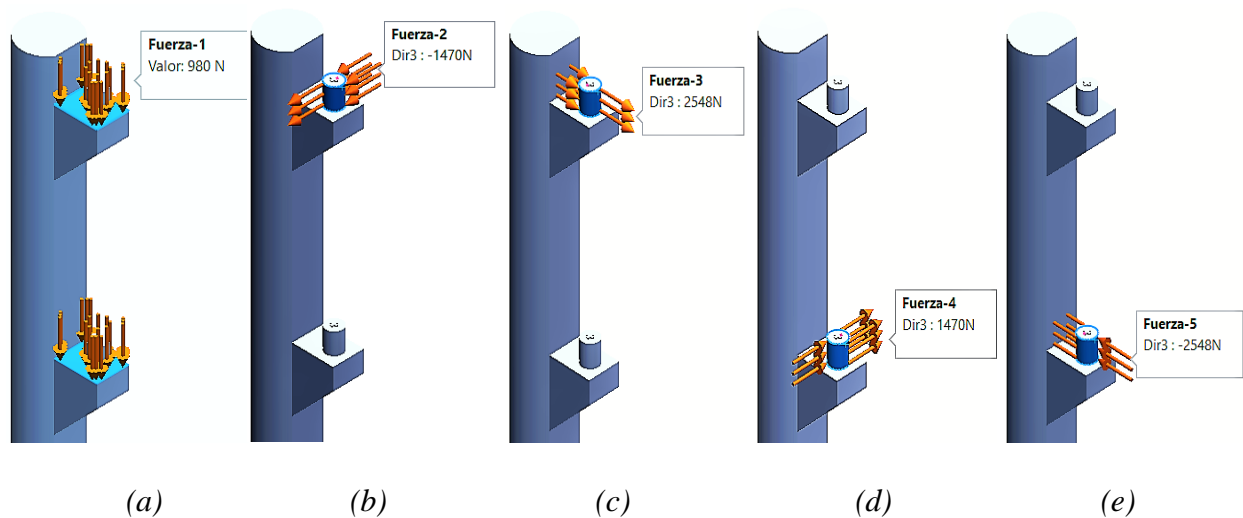 Fuerza-1
Valor: 980 N
Fuerza-2
Dir3 : -1470N
Fuerza-3
Dir3 : 2548N
Fuerza-4
Dir3 : 1470N
Fuerza-5
Dir3 : -2548N
(a)
(b)
(c)
(d)
(e)